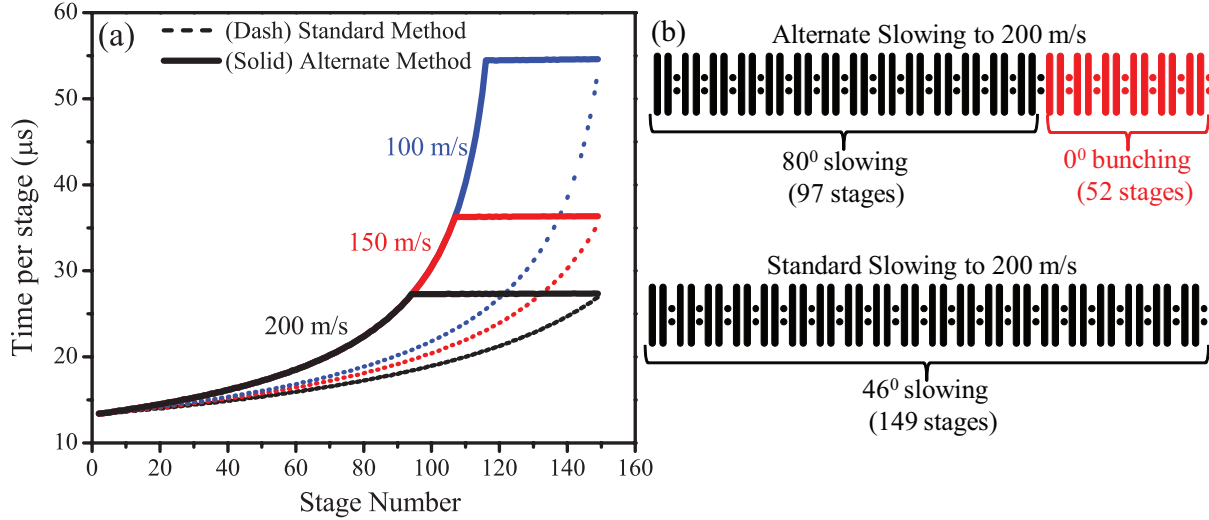 (a)
(Dash) Standard Method
(Solid) Alternate Method
100 m/s
150 m/s
200 m/s
Time per stage (μs)
60
50
40
30
20
10
0 20 40 60 80 100 120 140 160
Stage Number
(b)
Alternate Slowing to 200 m/s
80⁰ slowing
(97 stages)
0⁰ bunching
(52 stages)
Standard Slowing to 200 m/s
46⁰ slowing
(149 stages)